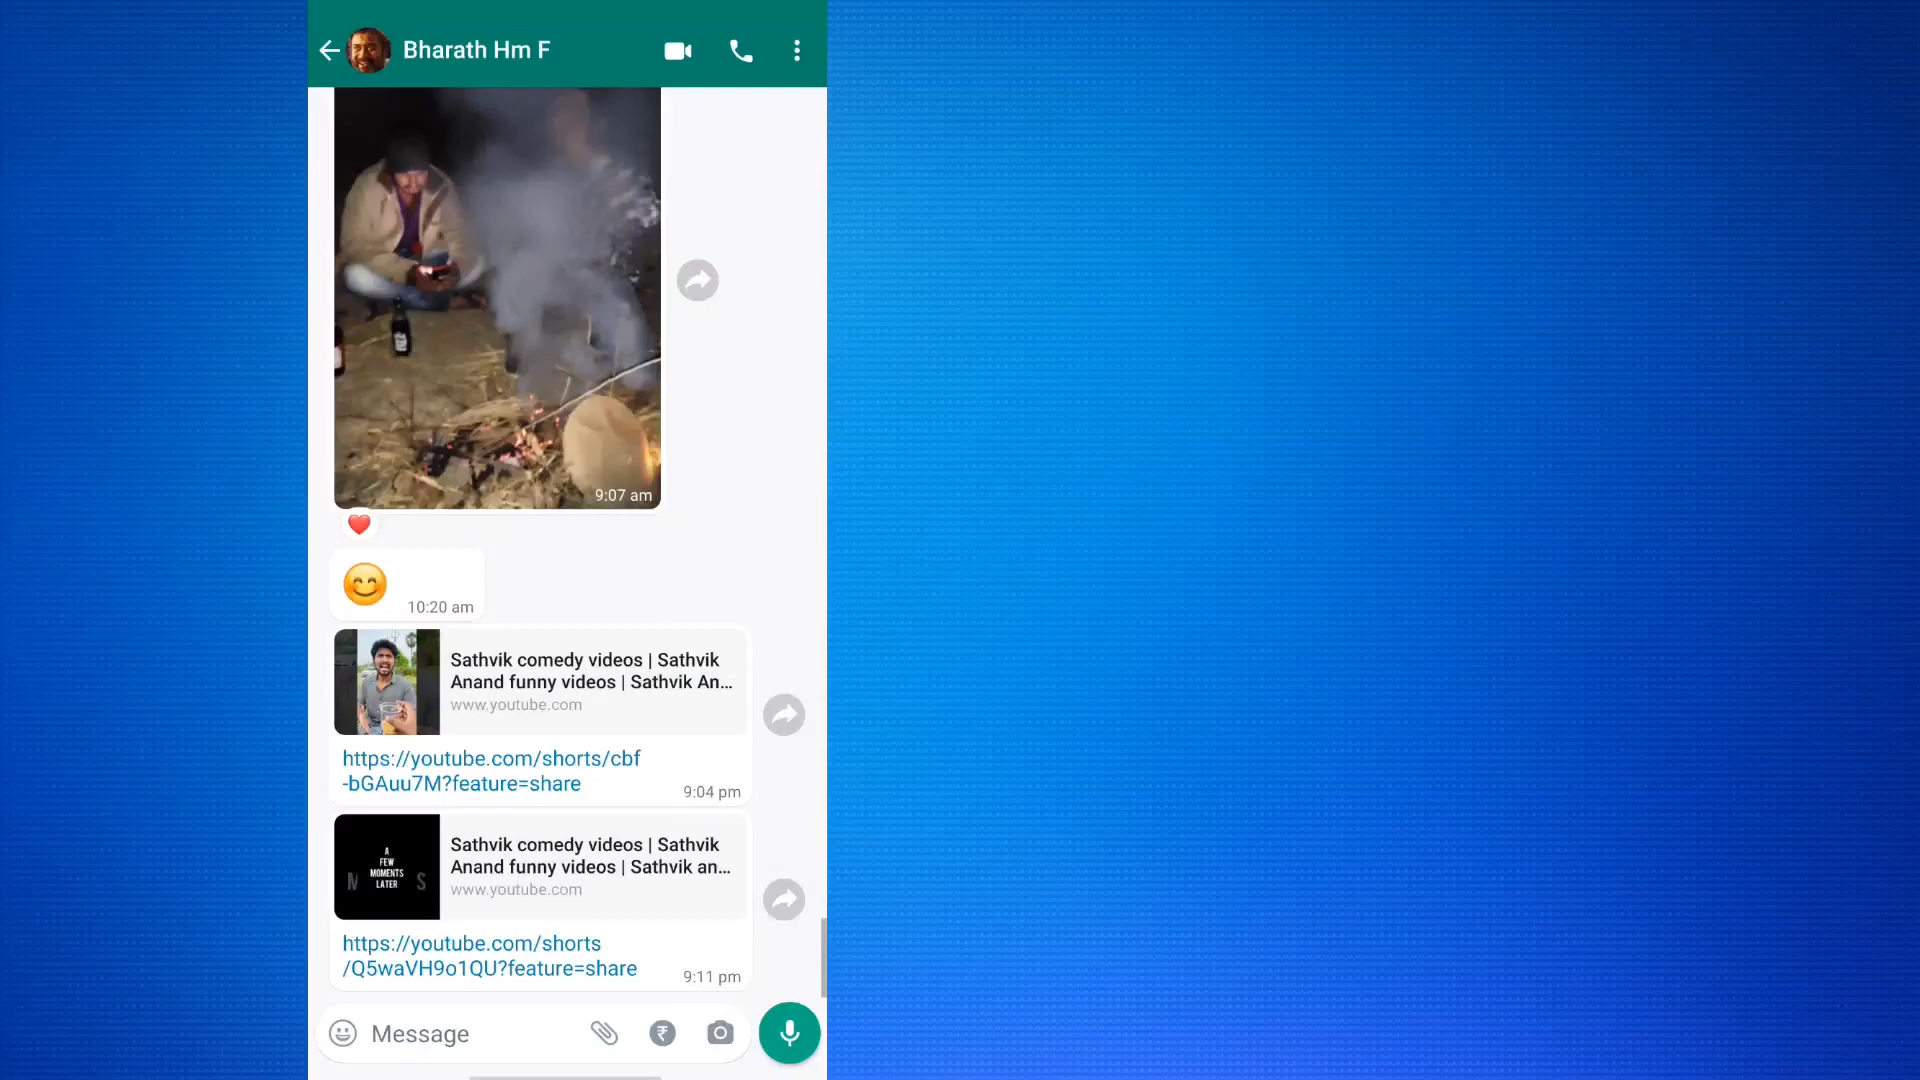 Bharath Hm F
9:07 am
10:20 am
Sathvik comedy videos | Sathvik
Anand funny videos | Sathvik An...
www.youtube.com
https://youtube.com/shorts/cbf
-bGAuu7M?feature=share
9:04 pm
A
FEW
MOMENTS
LATER
M S
Sathvik comedy videos | Sathvik
Anand funny videos | Sathvik an...
www.youtube.com
https://youtube.com/shorts
/Q5waVH9o1QU?feature=share
9:11 pm
Message